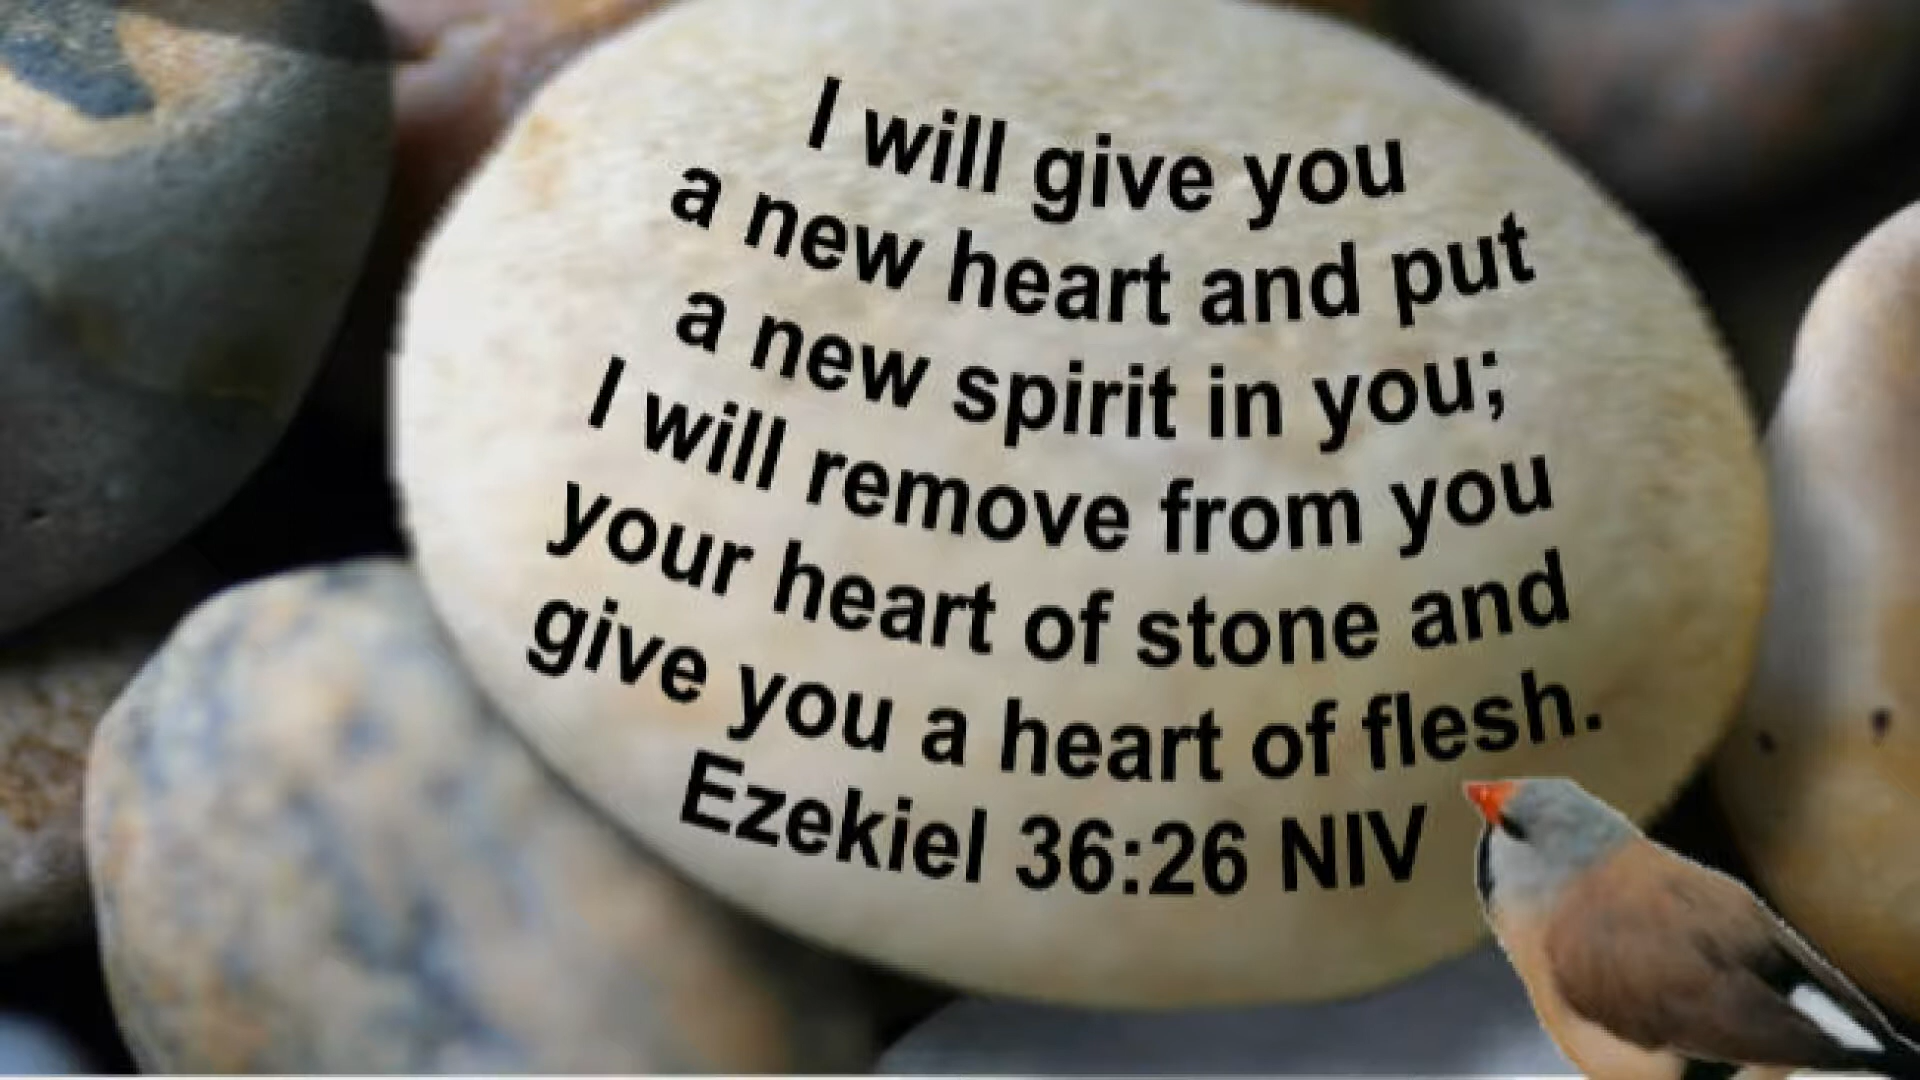 I will give you
a new heart and put
a new spirit in you;
I will remove from you
your heart of stone and
give you a heart of flesh.
Ezekiel 36:26 NIV